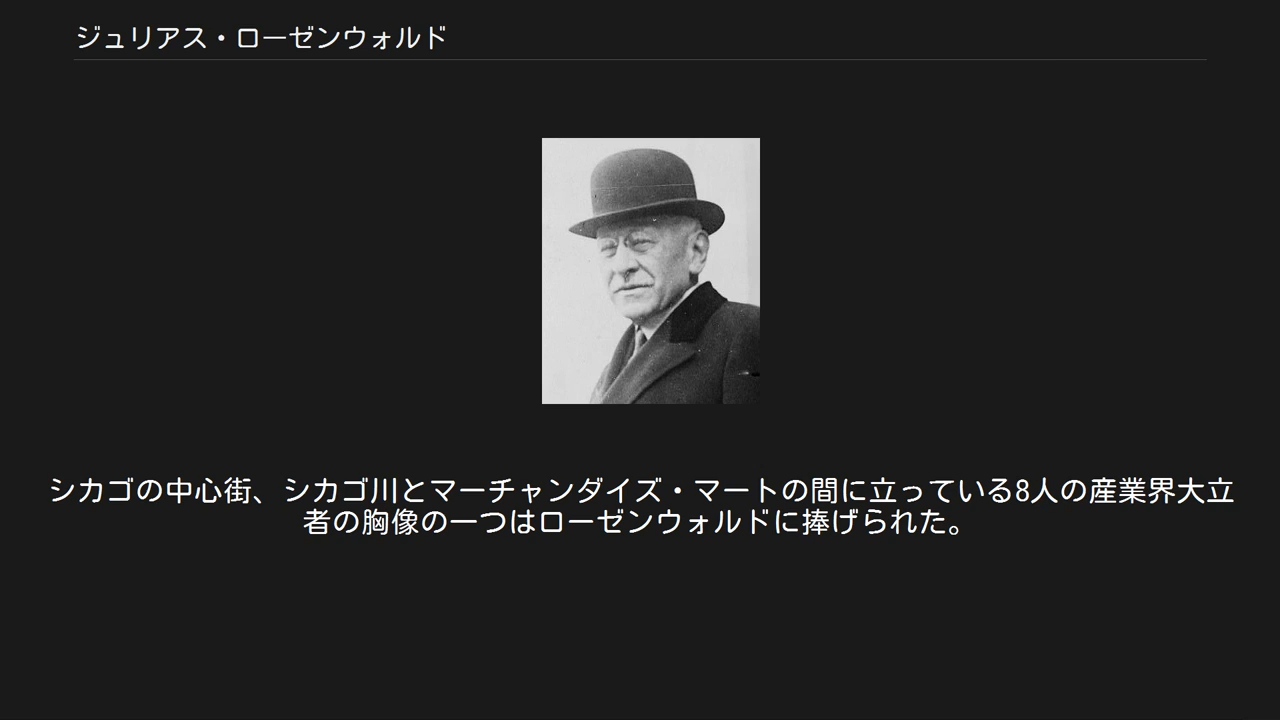 ジュリアス・ローゼンウォルド
シカゴの中心街、シカゴ川とマーチャンダイズ・マートの間に立っている8人の産業界大立
者の胸像の一つはローゼンウォルドに捧げられた。